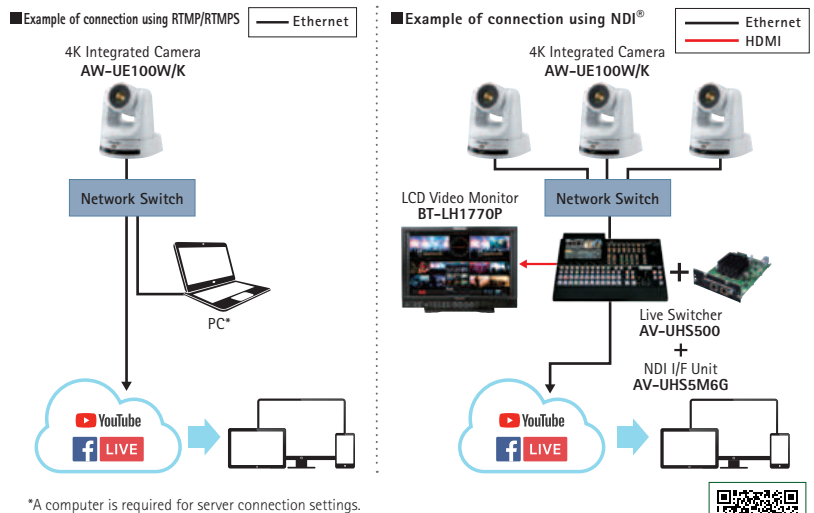 ■Example of connection using RTMP/RTMPS
Ethernet
4K Integrated Camera
AW-UE100W/K
Network Switch
PC*
YouTube
f LIVE
*A computer is required for server connection settings.
■Example of connection using NDI®
Ethernet
HDMI
4K Integrated Camera
AW-UE100W/K
Network Switch
LCD Video Monitor
BT-LH1770P
+
Live Switcher
AV-UHS500
+
NDI I/F Unit
AV-UHS5M6G
YouTube
f LIVE